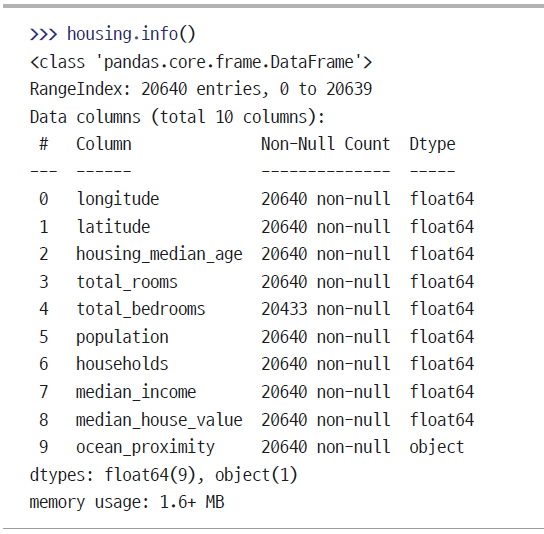 >>> housing.info()
<class 'pandas.core.frame.DataFrame'>
RangeIndex: 20640 entries, 0 to 20639
Data columns (total 10 columns):
 #   Column              Non-Null Count  Dtype
---  ------              --------------  -----
 0   longitude           20640 non-null  float64
 1   latitude            20640 non-null  float64
 2   housing_median_age  20640 non-null  float64
 3   total_rooms         20640 non-null  float64
 4   total_bedrooms      20433 non-null  float64
 5   population          20640 non-null  float64
 6   households          20640 non-null  float64
 7   median_income       20640 non-null  float64
 8   median_house_value  20640 non-null  float64
 9   ocean_proximity     20640 non-null  object
dtypes: float64(9), object(1)
memory usage: 1.6+ MB